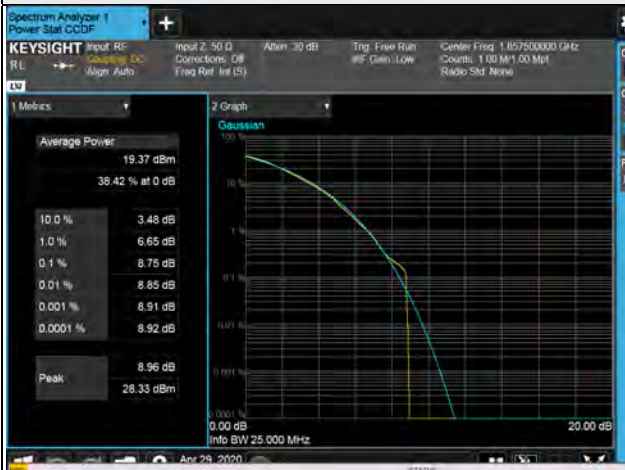 Spectrum Analyzer 1
Power Stat CCDF
+
KEYSIGHT Input: RF
RL
Coupling: DC
Align: Auto
Input Z: 50 Ω
Corrections: Off
Freq Ref: Int (S)
Atten: 30 dB
Trig: Free Run
#IF Gain: Low
Center Freq: 1.857500000 GHz
Counts: 1.00 M/1.00 Mpt
Radio Std: None
1 Metrics
Average Power
19.37 dBm
38.42 % at 0 dB
10.0 % 3.48 dB
1.0 % 6.65 dB
0.1 % 8.75 dB
0.01 % 8.85 dB
0.001 % 8.91 dB
0.0001 % 8.92 dB
Peak
8.96 dB
28.33 dBm
2 Graph
Gaussian
100 %
10 %
1 %
0.1 %
0.01 %
0.001 %
0.0001 %
0.00 dB
20.00 dB
Info BW 25.000 MHz
Apr 29, 2020
STATUS